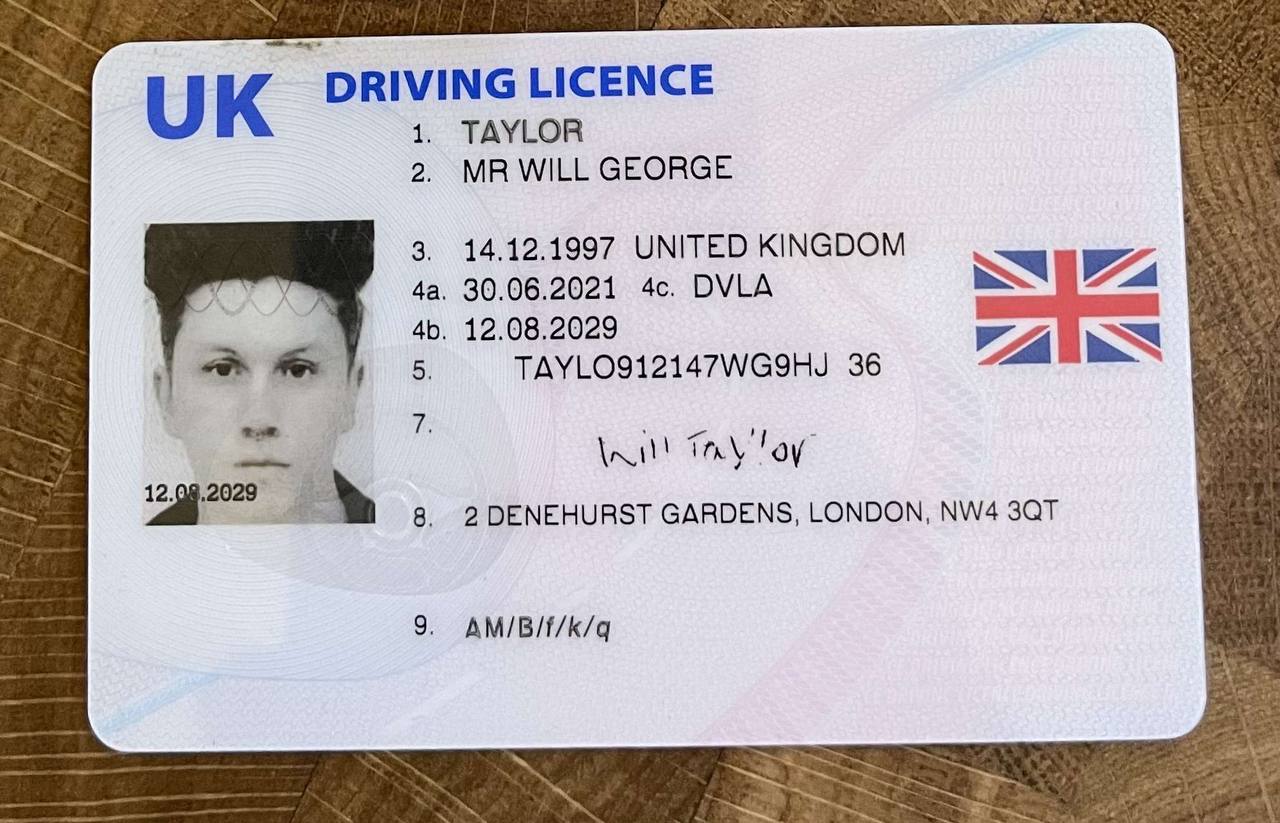 UK DRIVING LICENCE
1. TAYLOR
2. MR WILL GEORGE
3. 14.12.1997 UNITED KINGDOM
4a. 30.06.2021 4c. DVLA
4b. 12.08.2029
5. TAYLO912147WG9HJ 36
7. Will Taylor
12.08.2029
8. 2 DENEHURST GARDENS, LONDON, NW4 3QT
9. AM/B/f/k/q